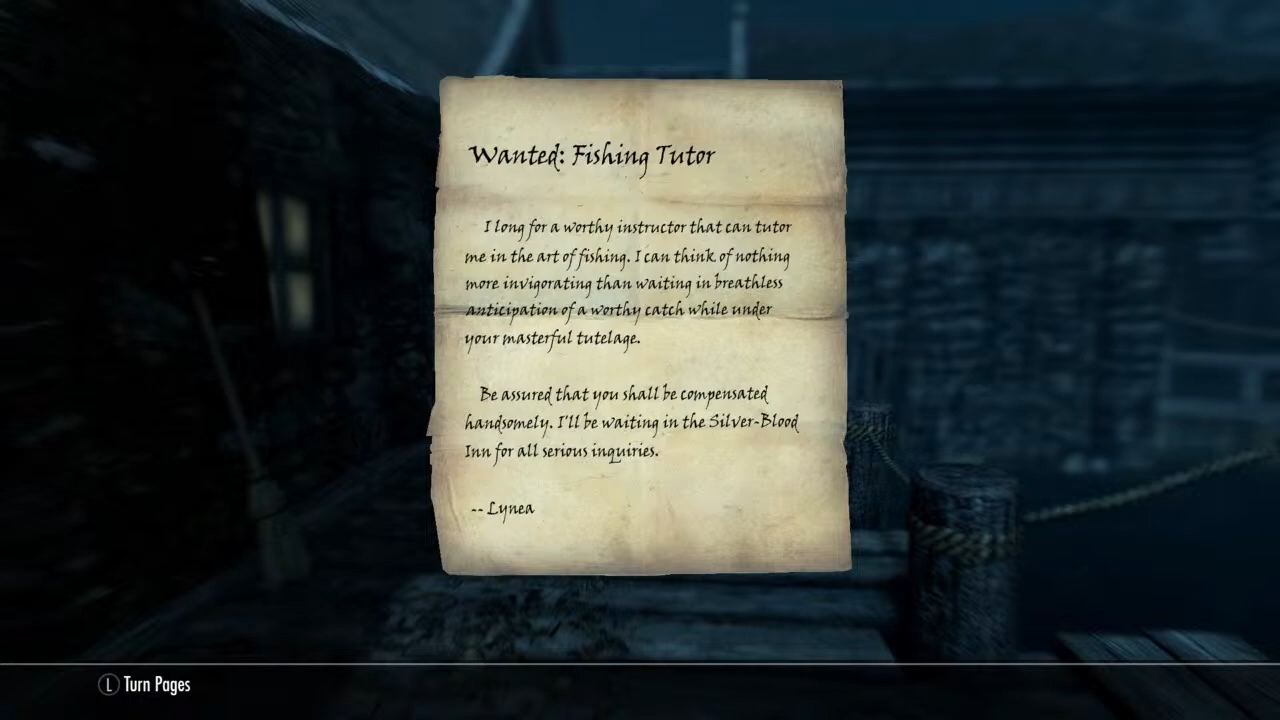 Wanted: Fishing Tutor
I long for a worthy instructor that can tutor
me in the art of fishing. I can think of nothing
more invigorating than waiting in breathless
anticipation of a worthy catch while under
your masterful tutelage.
Be assured that you shall be compensated
handsomely. I'll be waiting in the Silver-Blood
Inn for all serious inquiries.
-- Lynea
L Turn Pages